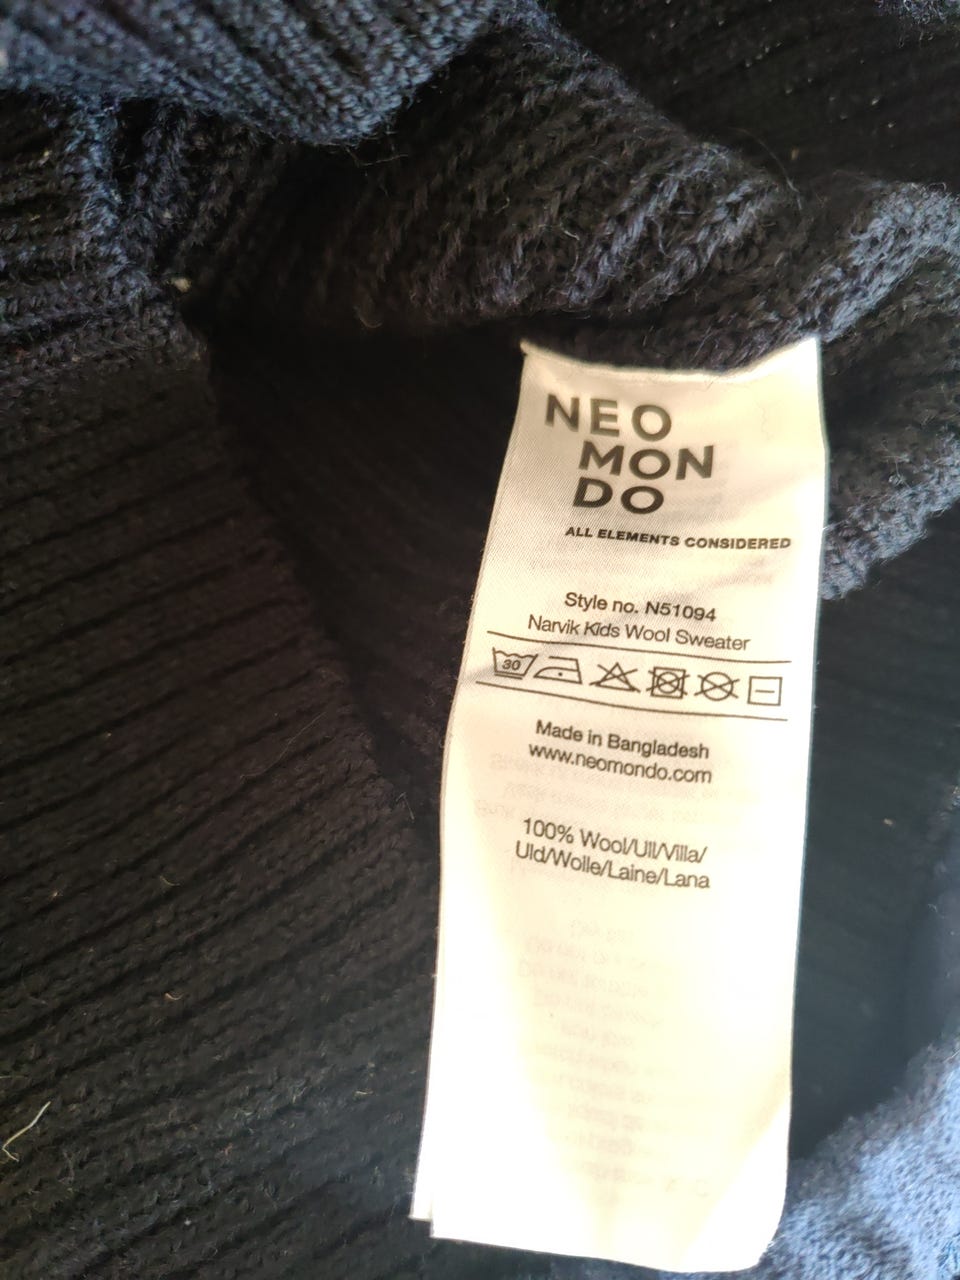 NEO
MON
DO
ALL ELEMENTS CONSIDERED
Style no. N51094
Narvik Kids Wool Sweater
30
Made in Bangladesh
www.neomondo.com
100% Wool/Ull/Villa/
Uld/Wolle/Laine/Lana